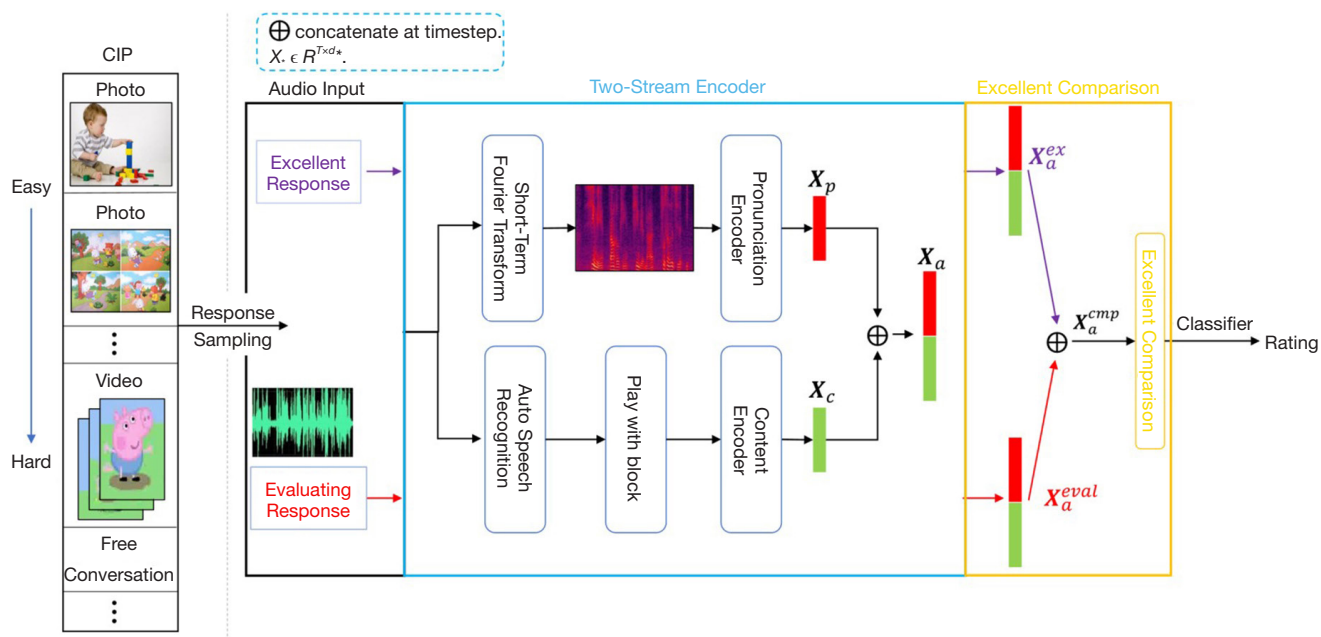 ⊕ concatenate at timestep.
X* ϵ R^{T×d*}.
CIP
Photo
Easy
Photo
⋮
Video
Hard
Free
Conversation
⋮
Response
Sampling
Audio Input
Excellent
Response
Evaluating
Response
Two-Stream Encoder
Short-Term
Fourier Transform
Pronunciation
Encoder
X_p
Auto Speech
Recognition
Play with block
Content
Encoder
X_c
⊕
X_a
Excellent Comparison
X_a^{ex}
X_a^{eval}
⊕
X_a^{cmp}
Excellent Comparison
Classifier
Rating